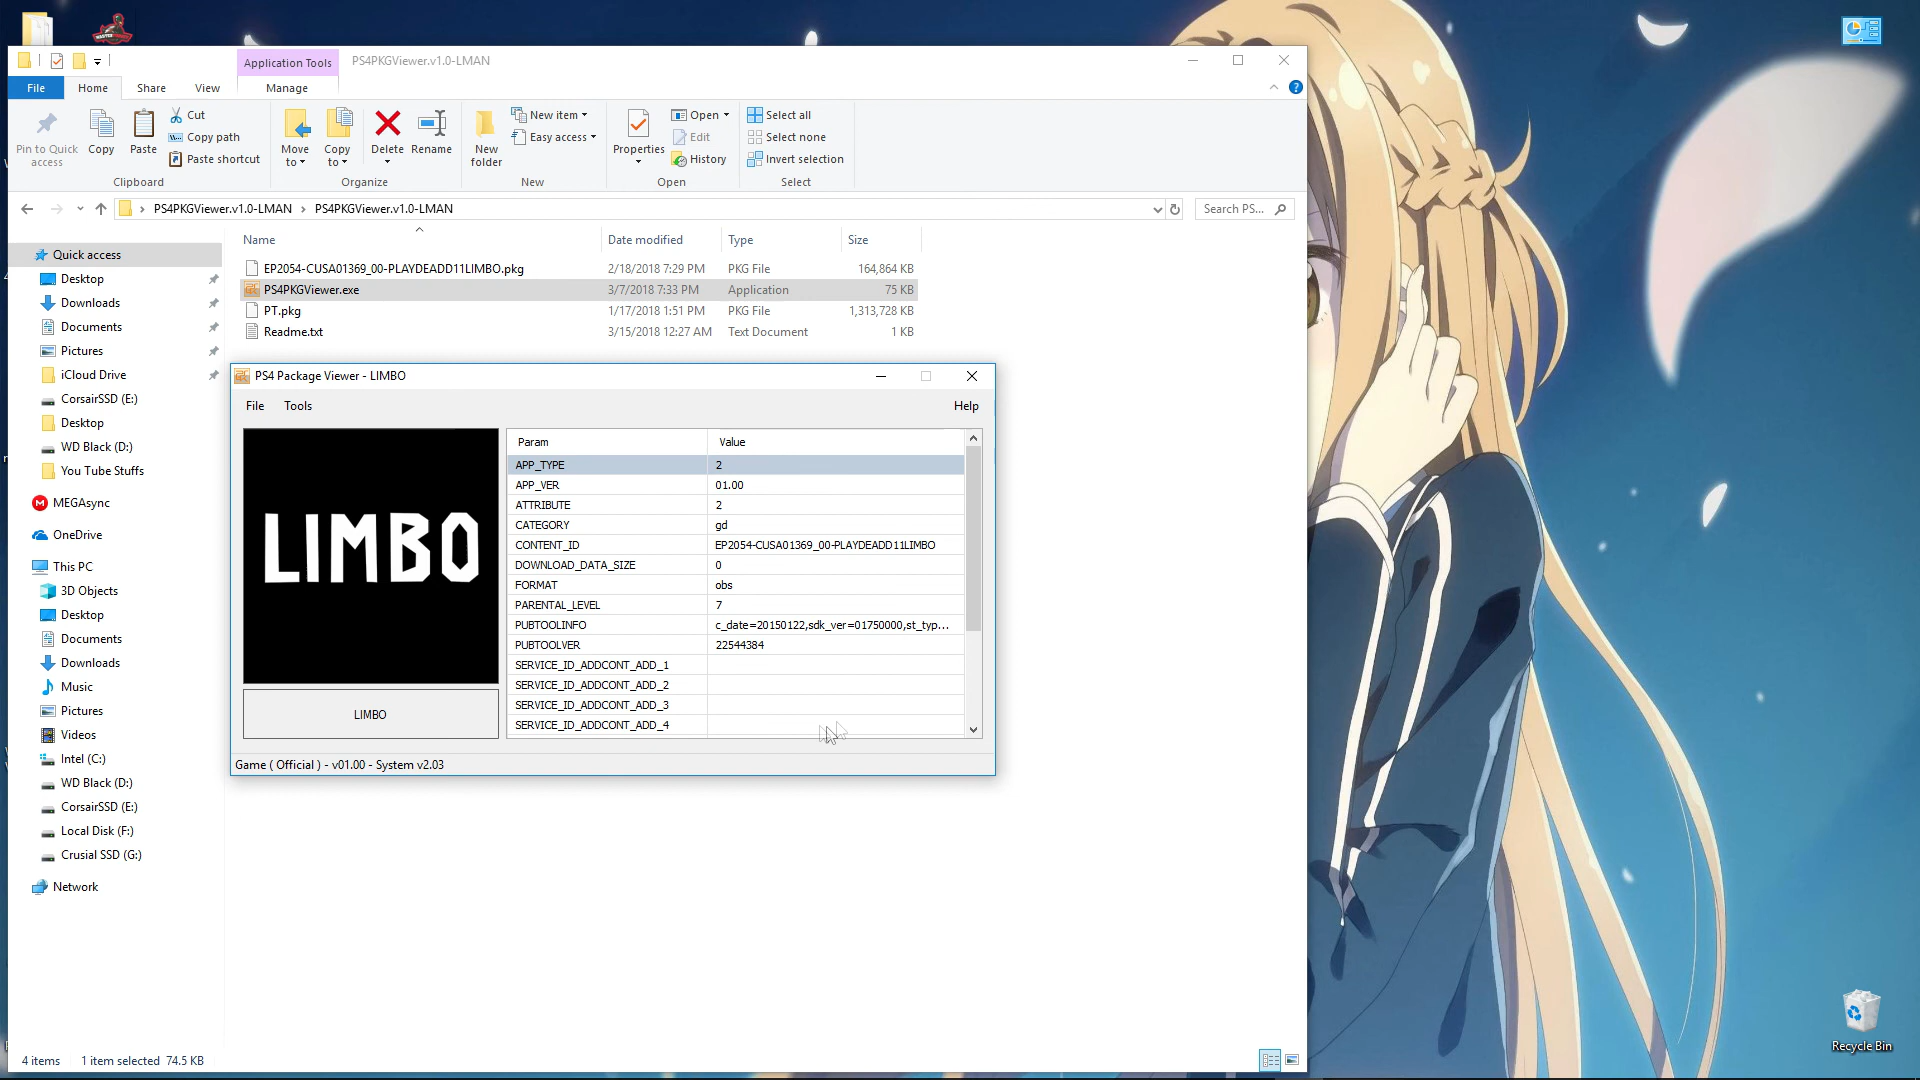 Application Tools
PS4PKGViewer.v1.0-LMAN
File
Home
Share
View
Manage
Pin to Quick access
Copy
Paste
Cut
Copy path
Paste shortcut
Move to
Copy to
Delete
Rename
New folder
New item
Easy access
Properties
Open
Edit
History
Select all
Select none
Invert selection
Clipboard
Organize
New
Open
Select
PS4PKGViewer.v1.0-LMAN
PS4PKGViewer.v1.0-LMAN
Search PS...
Name
Date modified
Type
Size
EP2054-CUSA01369_00-PLAYDEADD11LIMBO.pkg 2/18/2018 7:29 PM PKG File 164,864 KB
PS4PKGViewer.exe 3/7/2018 7:33 PM Application 75 KB
PT.pkg 1/17/2018 1:51 PM PKG File 1,313,728 KB
Readme.txt 3/15/2018 12:27 AM Text Document 1 KB
Quick access
Desktop
Downloads
Documents
Pictures
iCloud Drive
CorsairSSD (E:)
Desktop
WD Black (D:)
You Tube Stuffs
MEGAsync
OneDrive
This PC
3D Objects
Desktop
Documents
Downloads
Music
Pictures
Videos
Intel (C:)
WD Black (D:)
CorsairSSD (E:)
Local Disk (F:)
Crusial SSD (G:)
Network
PS4 Package Viewer - LIMBO
File
Tools
Help
LIMBO
LIMBO
Param Value
APP_TYPE 2
APP_VER 01.00
ATTRIBUTE 2
CATEGORY gd
CONTENT_ID EP2054-CUSA01369_00-PLAYDEADD11LIMBO
DOWNLOAD_DATA_SIZE 0
FORMAT obs
PARENTAL_LEVEL 7
PUBTOOLINFO c_date=20150122,sdk_ver=01750000,st_typ...
PUBTOOLVER 22544384
SERVICE_ID_ADDCONT_ADD_1
SERVICE_ID_ADDCONT_ADD_2
SERVICE_ID_ADDCONT_ADD_3
SERVICE_ID_ADDCONT_ADD_4
Game ( Official ) - v01.00 - System v2.03
4 items
1 item selected 74.5 KB
Recycle Bin